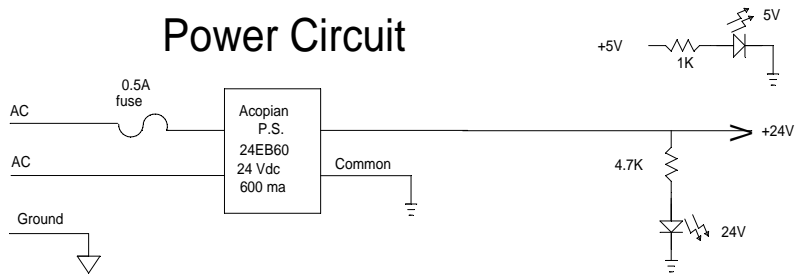 Power Circuit
5V
+5V
1K
0.5A
fuse
AC
Acopian
P.S.
24EB60
24 Vdc
600 ma
+24V
AC
Common
4.7K
Ground
24V